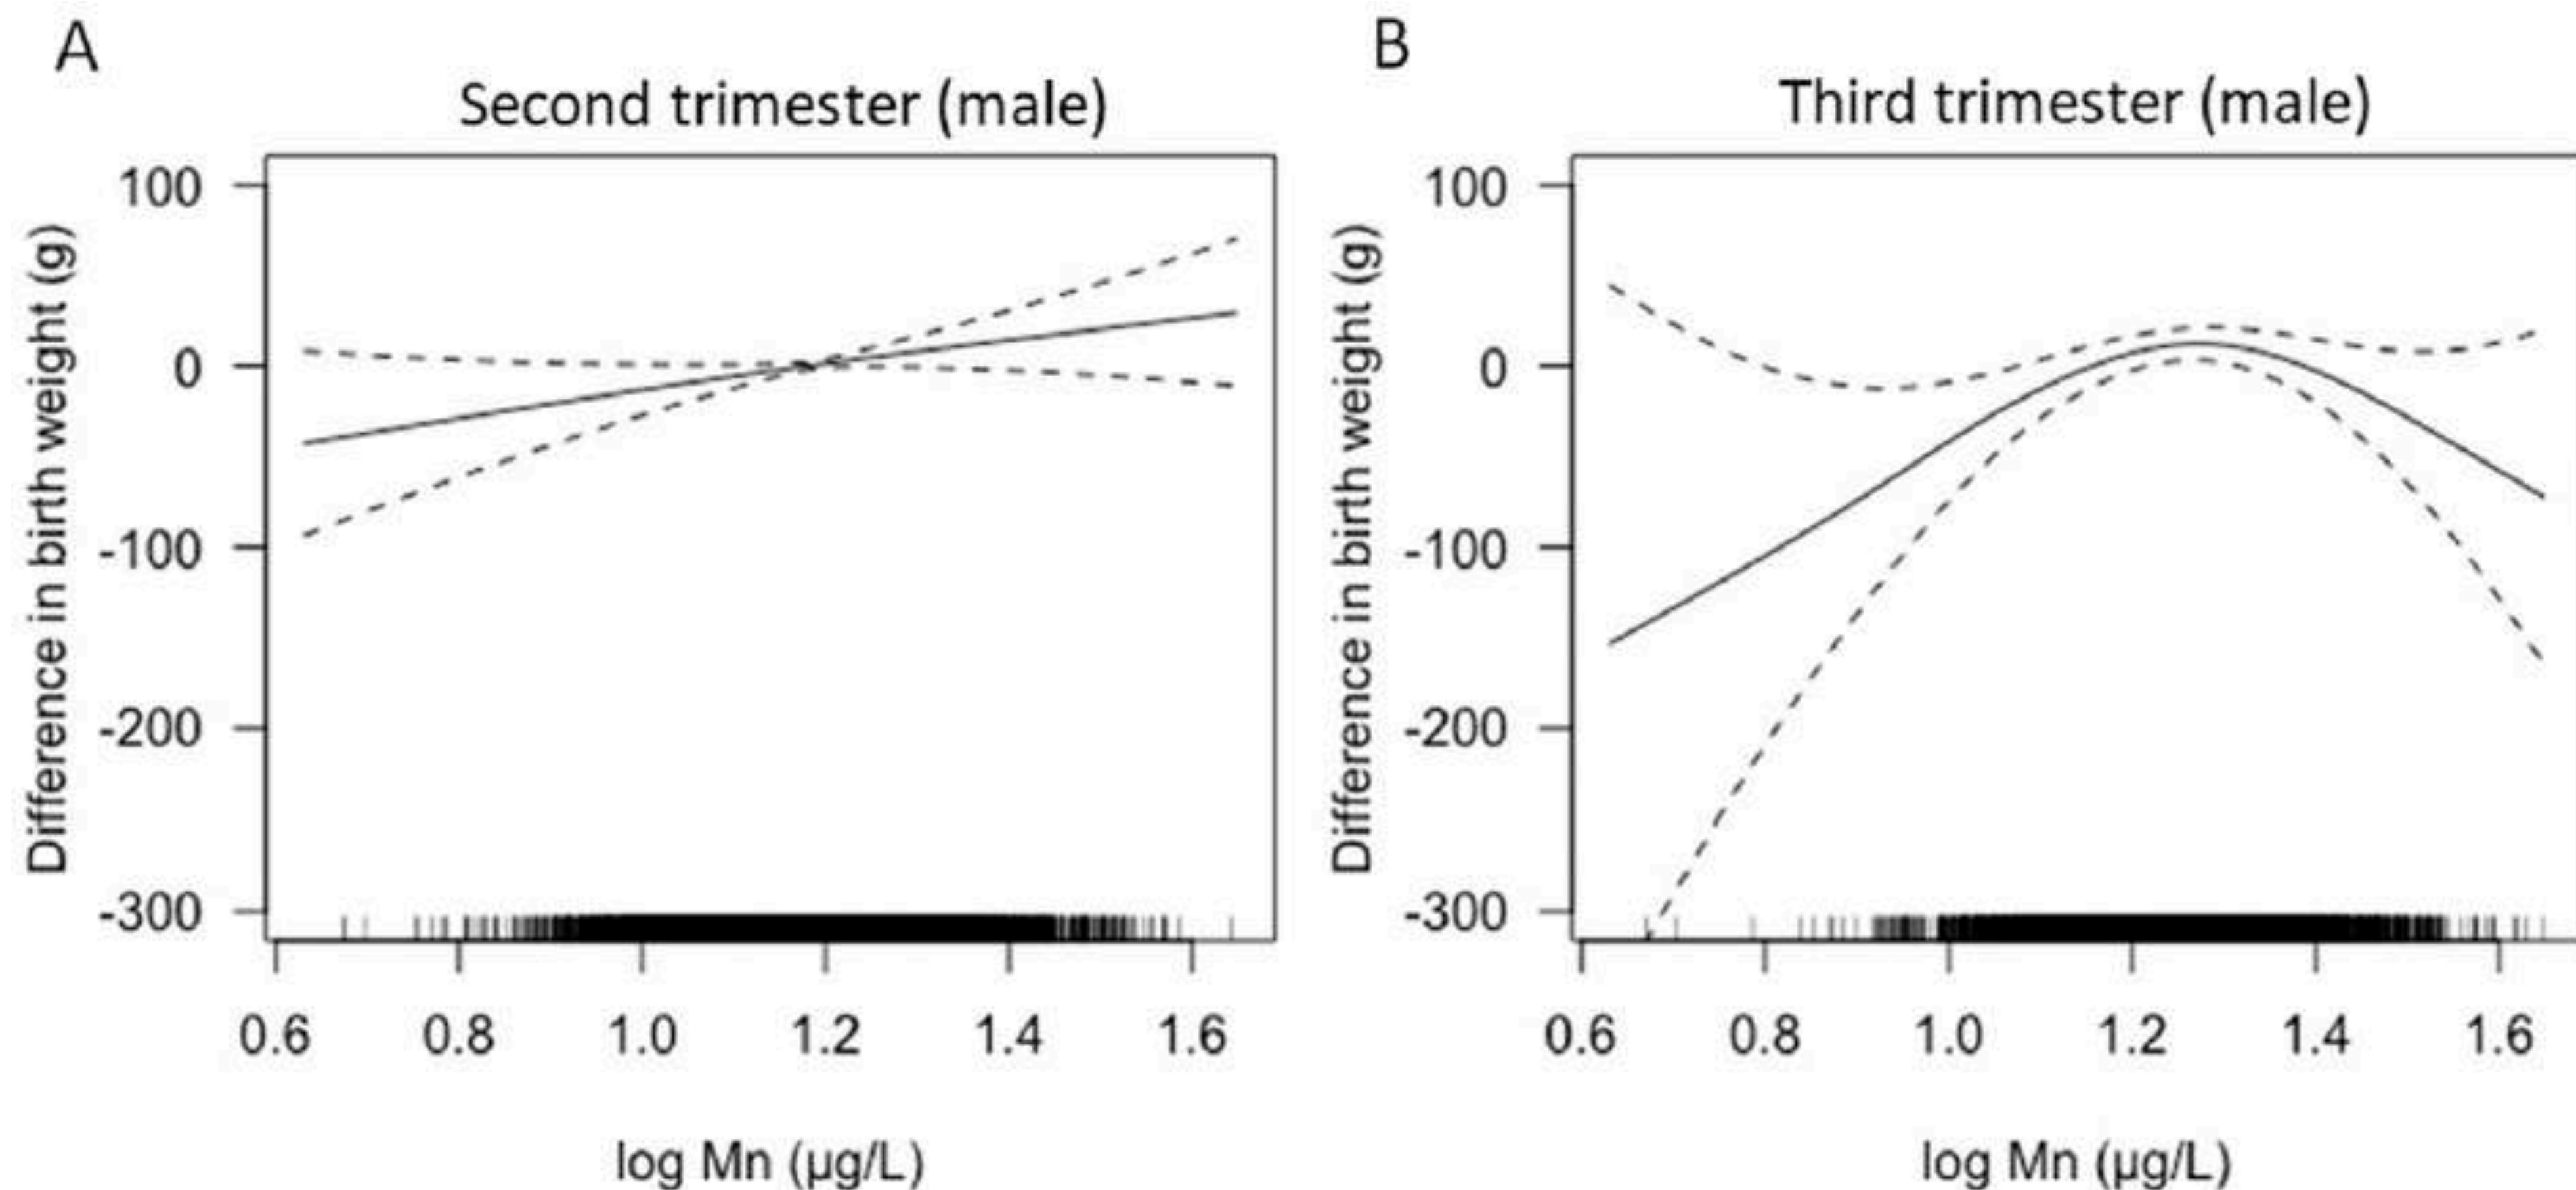 A
Second trimester (male)
Difference in birth weight (g)
100
0
-100
-200
-300
0.6 0.8 1.0 1.2 1.4 1.6
log Mn (µg/L)
B
Third trimester (male)
Difference in birth weight (g)
100
0
-100
-200
-300
0.6 0.8 1.0 1.2 1.4 1.6
log Mn (µg/L)